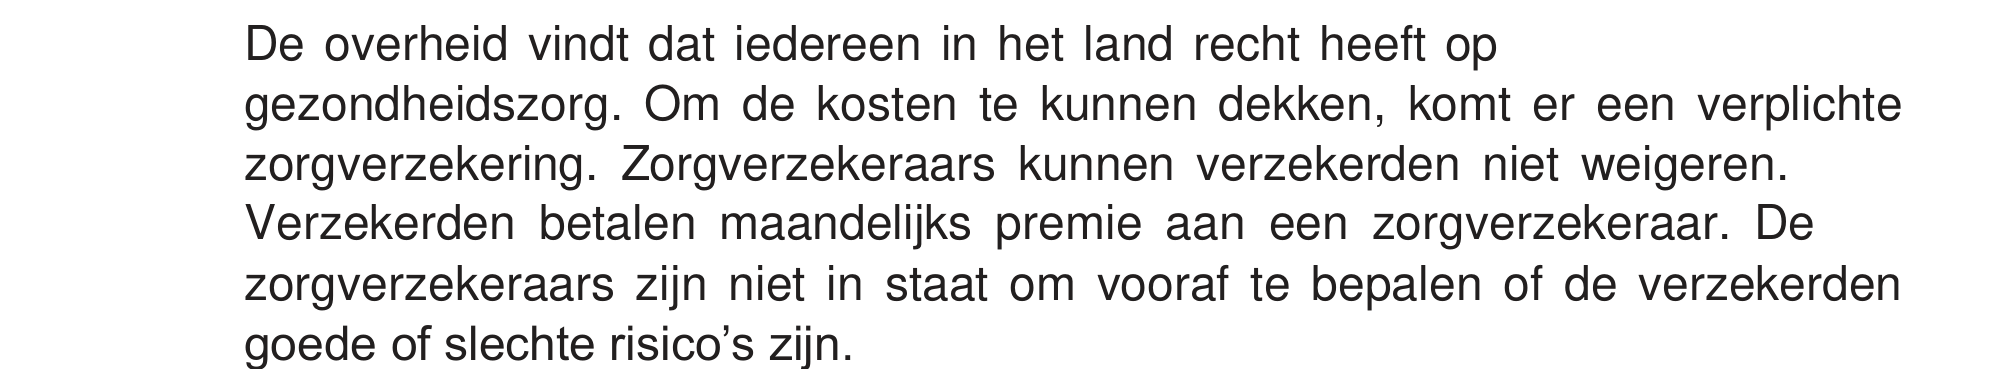 De overheid vindt dat iedereen in het land recht heeft op
gezondheidszorg. Om de kosten te kunnen dekken, komt er een verplichte
zorgverzekering. Zorgverzekeraars kunnen verzekerden niet weigeren.
Verzekerden betalen maandelijks premie aan een zorgverzekeraar. De
zorgverzekeraars zijn niet in staat om vooraf te bepalen of de verzekerden
goede of slechte risico’s zijn.